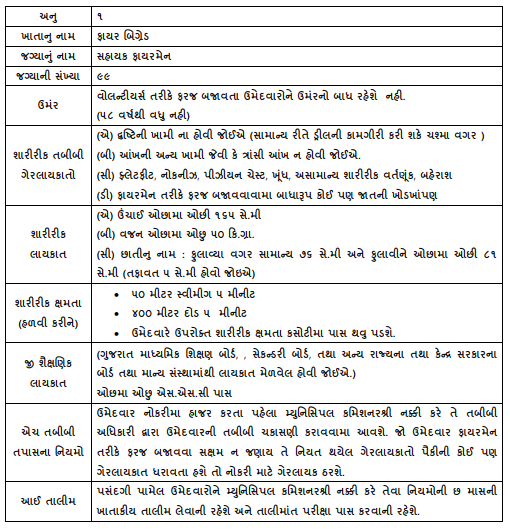 અનુ ૧
ખાતાનુ નામ ફાયર બિગ્રેડ
જગ્યાનું નામ સહાયક ફાયરમેન
જગ્યાની સંખ્યા ૯૯
ઉમંર વોલન્ટીયર્સ તરીકે ફરજ બજાવતા ઉમેદવારોને ઉમંરનો બાધ રહેશે નહી.
(૫૮ વર્ષથી વધુ નહી)
શારીરીક તબીબી ગેરલાયકાતો
(એ) દ્રષ્ટિની ખામી ના હોવી જોઈએ (સામાન્ય રીતે ડ્રીલની કામગીરી કરી શકે ચશ્મા વગર )
(બી) આંખની અન્ય ખામી જેવી કે ત્રાંસી આંખ ન હોવી જોઈએ.
(સી) ફ્લેટફીટ, નોકનીઝ, પીઝીયન ચેસ્ટ, ખૂંધ, અસામાન્ય શારીરીક વર્તણૂંક, બહેરાશ
(ડી) ફાયરમેન તરીકે ફરજ બજાવવાવામા બાધારૂપ કોઈ પણ જાતની ખોડખાંપણ
શારીરીક લાયકાત
(એ) ઉંચાઈ ઓછામા ઓછી ૧૬૫ સે.મી
(બી) વજન ઓછામા ઓછુ ૫૦ કિ.ગ્રા.
(સી) છાતીનુ નામ : ફુલાવ્યા વગર સામાન્ય ૭૬ સે.મી અને ફુલાવીને ઓછામા ઓછી ૮૧
સે.મી (તફાવત ૫ સે.મી હોવો જોઇએ)
શારીરીક ક્ષમતા (હળવી કરીને)
• ૫૦ મીટર સ્વીમીગ ૫ મીનીટ
• ૪૦૦ મીટર દોડ ૫ મીનીટ
• ઉમેદવારે ઉપરોક્ત શારીરીક ક્ષમતા કસોટીમા પાસ થવુ પડશે.
જી શૈક્ષણિક લાયકાત
(ગુજરાત માધ્યમિક શિક્ષણ બોર્ડ, , સેકન્ડરી બોર્ડ, તથા અન્ય રાજ્યના તથા કેન્દ્ર સરકારના
બોર્ડ તથા માન્ય સંસ્થામાંથી લાયકાત મેળવેલ હોવી જોઈએ.)
ઓછમા ઓછુ એસ.એસ.સી પાસ
એચ તબીબી તપાસના નિયમો
ઉમેદવાર નોકરીમા હાજર કરતા પહેલા મ્યુનિસિપલ કમિશનરશ્રી નક્કી કરે તે તબીબી
અધિકારી દ્રારા ઉમેદવારની તબીબી ચકાસણી કરાવવામા આવશે. જો ઉમેદવાર ફાયરમેન
તરીકે ફરજ બજાવવા સક્ષમ ન જણાય તે નિયત થયેલ ગેરલાયકાતો પૈકીની કોઈ પણ
ગેરલાયકાત ધરાવતા હશે તો નોકરી માટે ગેરલાયક ઠરશે.
આઈ તાલીમ
પસંદગી પામેલ ઉમેદવારોને મ્યુનિસિપલ કમિશનરશ્રી નક્કી કરે તેવા નિયમોની છ માસની
ખાતાકીય તાલીમ લેવાની રહેશે અને તાલીમાંત પરીક્ષા પાસ કરવાની રહેશે.